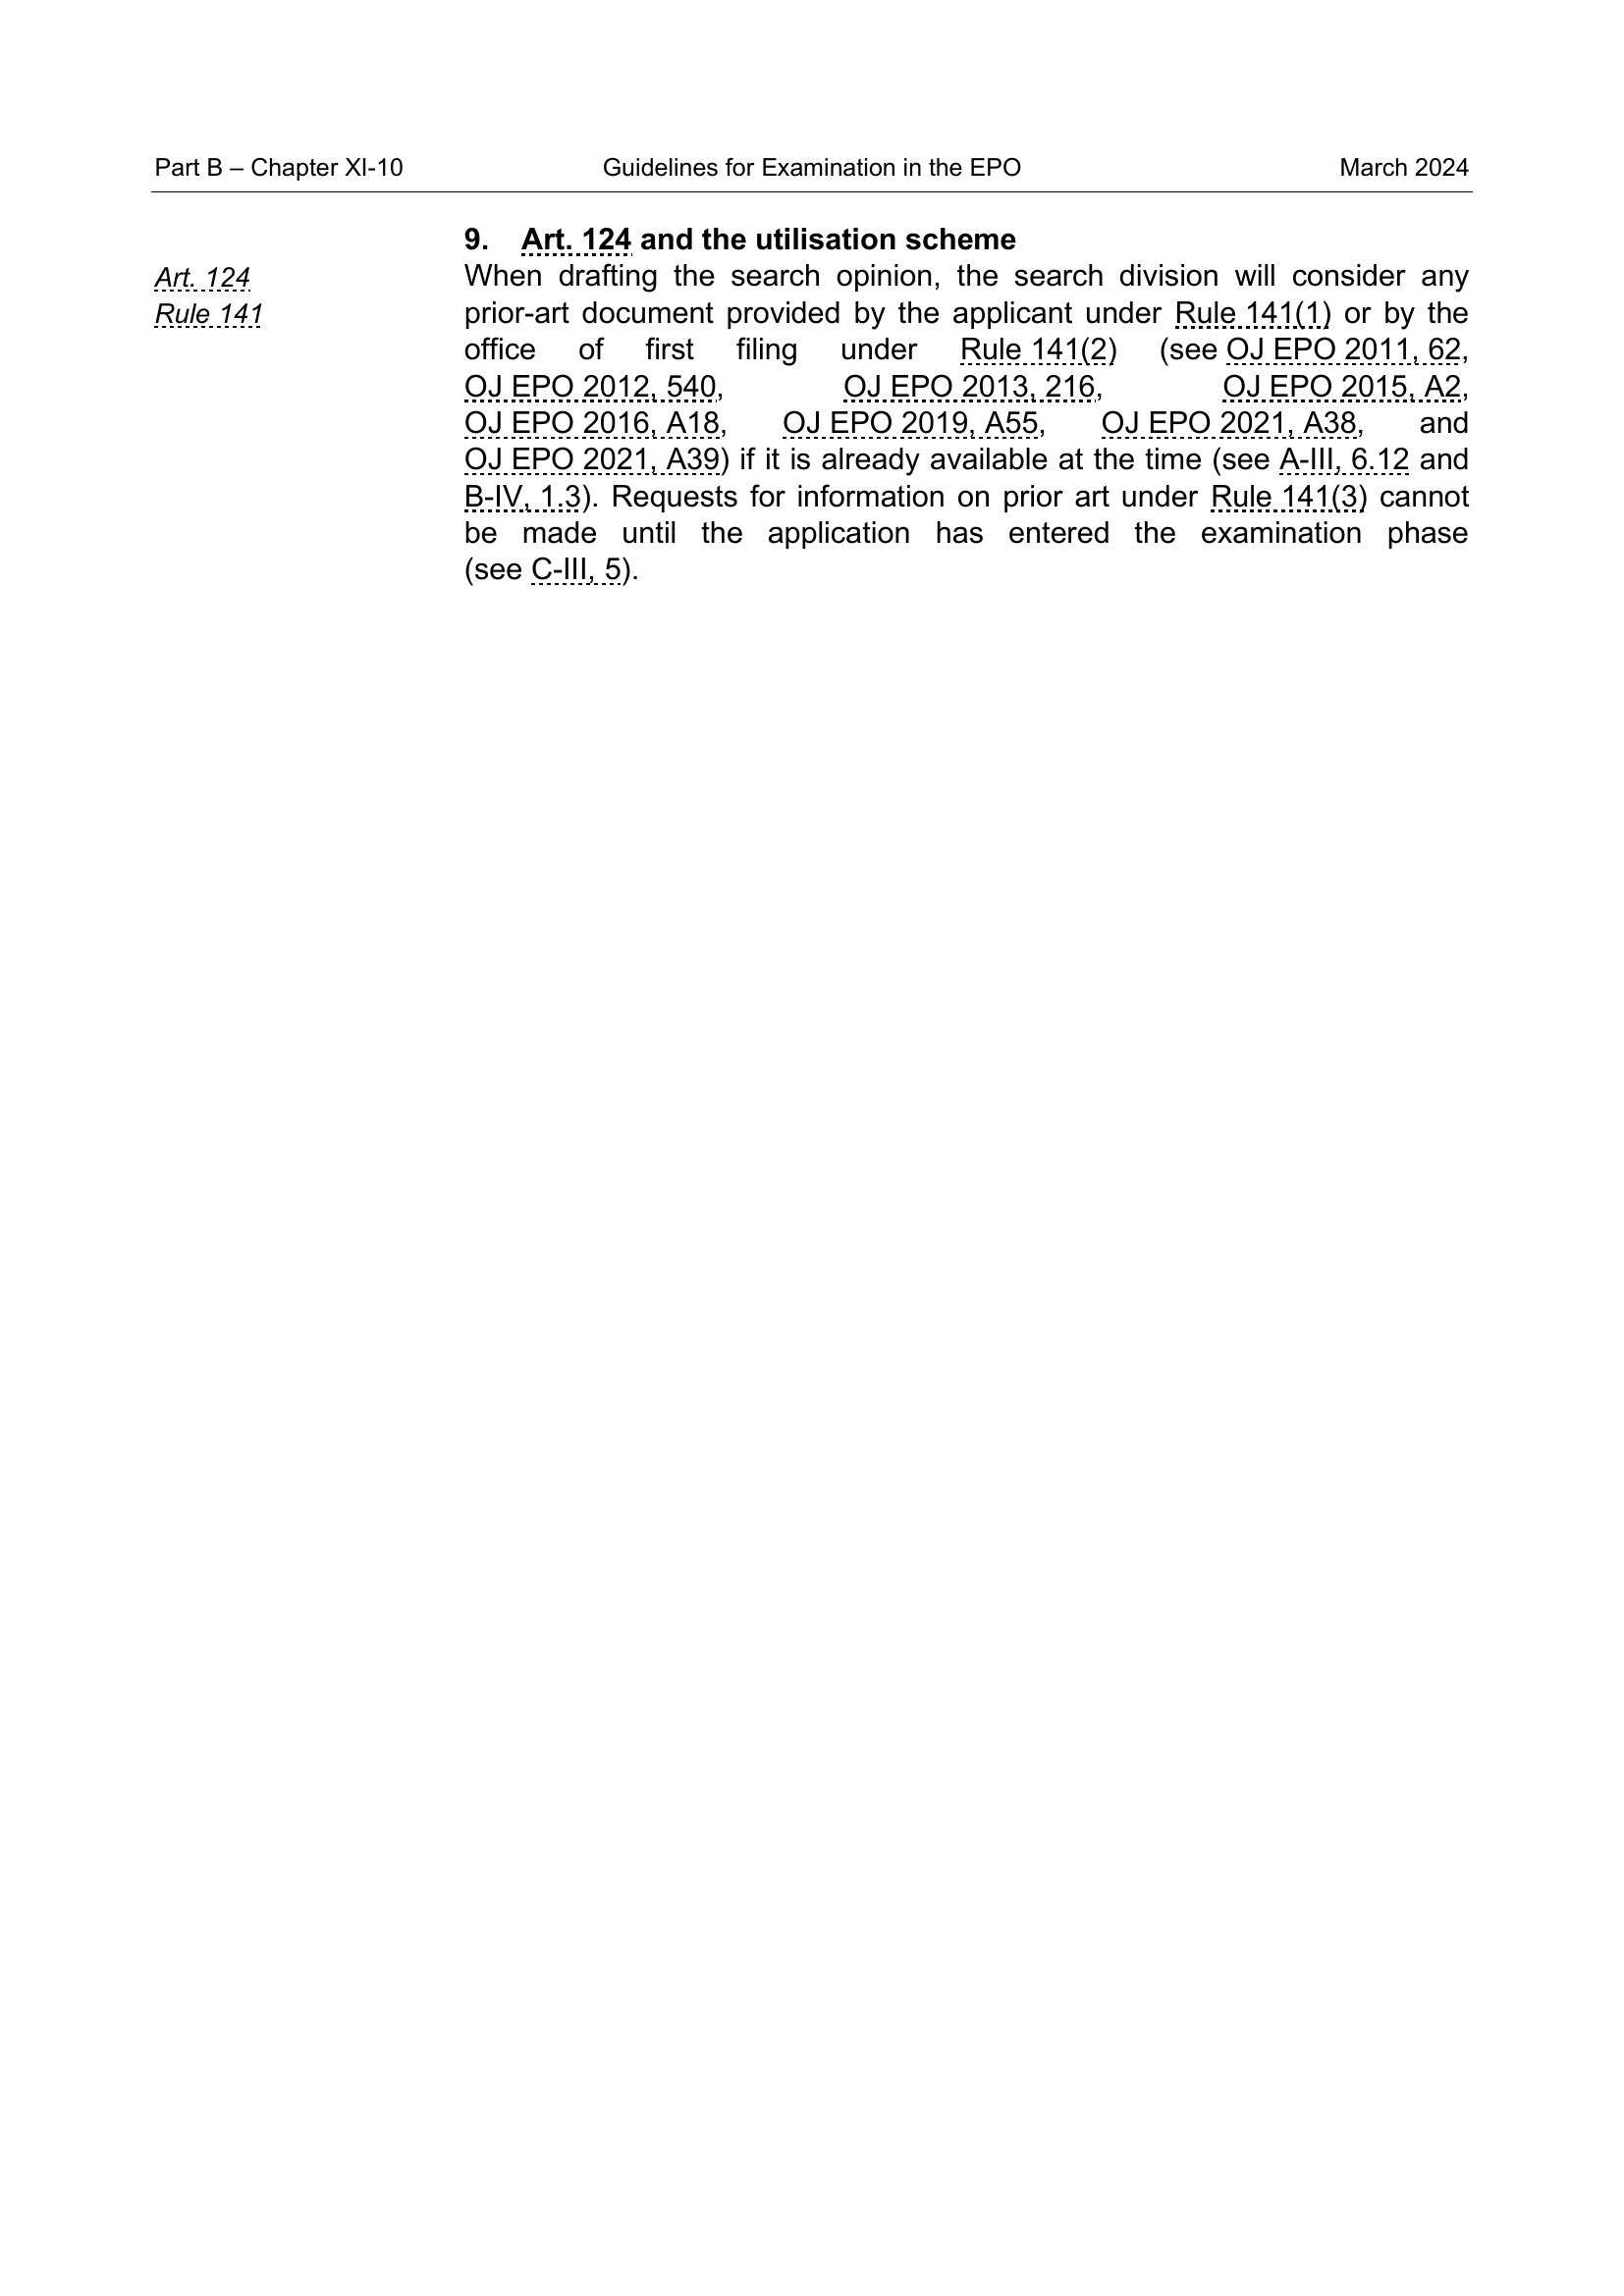 Part B – Chapter XI-10 Guidelines for Examination in the EPO March 2024
9. Art. 124 and the utilisation scheme
Art. 124
Rule 141
When drafting the search opinion, the search division will consider any
prior-art document provided by the applicant under Rule 141(1) or by the
office of first filing under Rule 141(2) (see OJ EPO 2011, 62,
OJ EPO 2012, 540, OJ EPO 2013, 216, OJ EPO 2015, A2,
OJ EPO 2016, A18, OJ EPO 2019, A55, OJ EPO 2021, A38, and
OJ EPO 2021, A39) if it is already available at the time (see A-III, 6.12 and
B-IV, 1.3). Requests for information on prior art under Rule 141(3) cannot
be made until the application has entered the examination phase
(see C-III, 5).